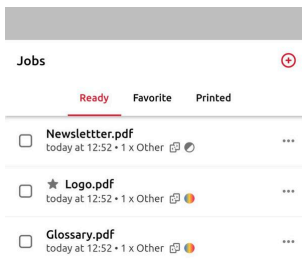 Jobs
Ready Favorite Printed
Newslettter.pdf
today at 12:52 • 1 x Other
Logo.pdf
today at 12:52 • 1 x Other
Glossary.pdf
today at 12:52 • 1 x Other